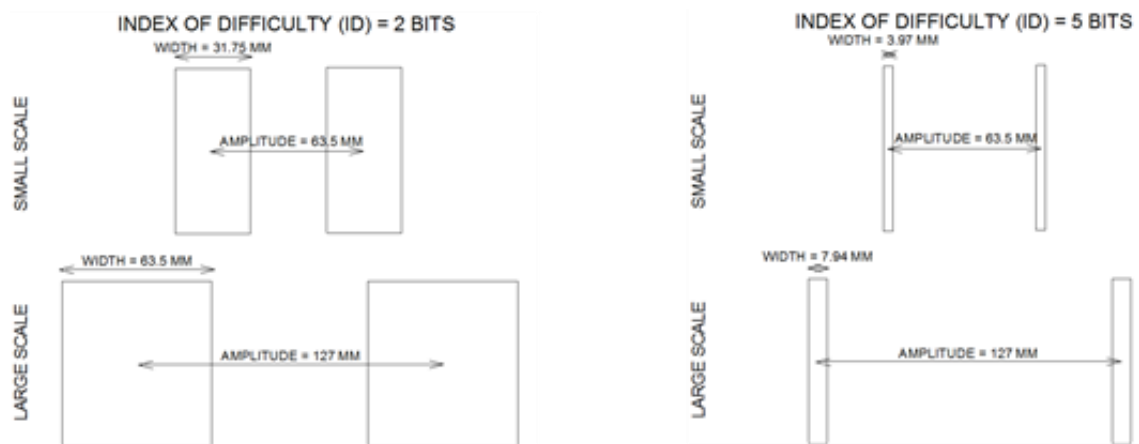 INDEX OF DIFFICULTY (ID) = 2 BITS
WIDTH = 31.75 MM
SMALL SCALE
AMPLITUDE = 63.5 MM
WIDTH = 63.5 MM
LARGE SCALE
AMPLITUDE = 127 MM
INDEX OF DIFFICULTY (ID) = 5 BITS
WIDTH = 3.97 MM
SMALL SCALE
AMPLITUDE = 63.5 MM
WIDTH = 7.94 MM
LARGE SCALE
AMPLITUDE = 127 MM